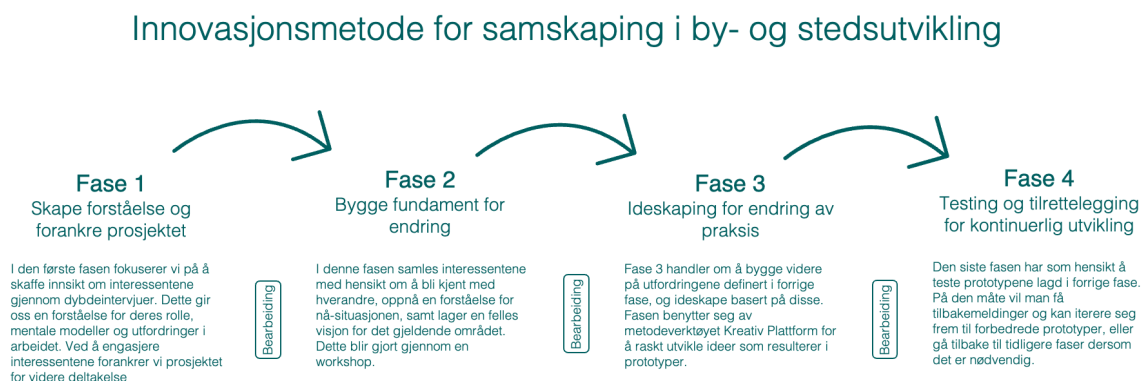 Innovasjonsmetode for samskaping i by- og stedsutvikling
Fase 1
Skape forståelse og
forankre prosjektet
I den første fasen fokuserer vi på å
skaffe innsikt om interessentene
gjennom dybdeintervjuer. Dette gir
oss en forståelse for deres rolle,
mentale modeller og utfordringer i
arbeidet. Ved å engasjere
interessentene forankrer vi prosjektet
for videre deltakelse
Bearbeiding
Fase 2
Bygge fundament for
endring
I denne fasen samles interessentene
med hensikt om å bli kjent med
hverandre, oppnå en forståelse for
nå-situasjonen, samt lager en felles
visjon for det gjeldende området.
Dette blir gjort gjennom en
workshop.
Bearbeiding
Fase 3
Ideskaping for endring av
praksis
Fase 3 handler om å bygge videre
på utfordringene definert i forrige
fase, og ideskape basert på disse.
Fasen benytter seg av
metodeverktøyet Kreativ Plattform for
å raskt utvikle ideer som resulterer i
prototyper.
Bearbeiding
Fase 4
Testing og tilrettelegging
for kontinuerlig utvikling
Den siste fasen har som hensikt å
teste prototypene lagd i forrige fase.
På den måte vil man få
tilbakemeldinger og kan iterere seg
frem til forbedrede prototyper, eller
gå tilbake til tidligere faser dersom
det er nødvendig.